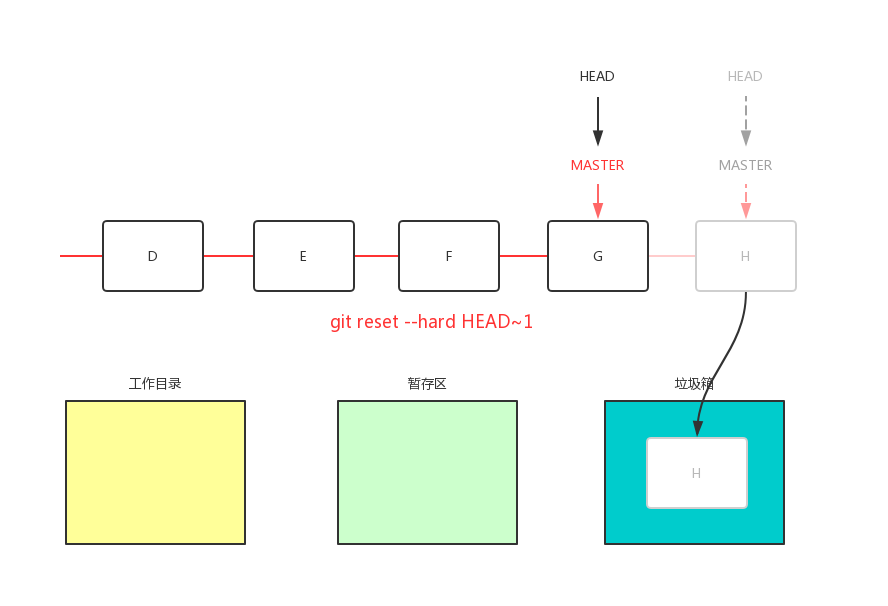 HEAD HEAD
MASTER MASTER
D E F G H
git reset --hard HEAD~1
工作目录 暂存区 垃圾箱
H